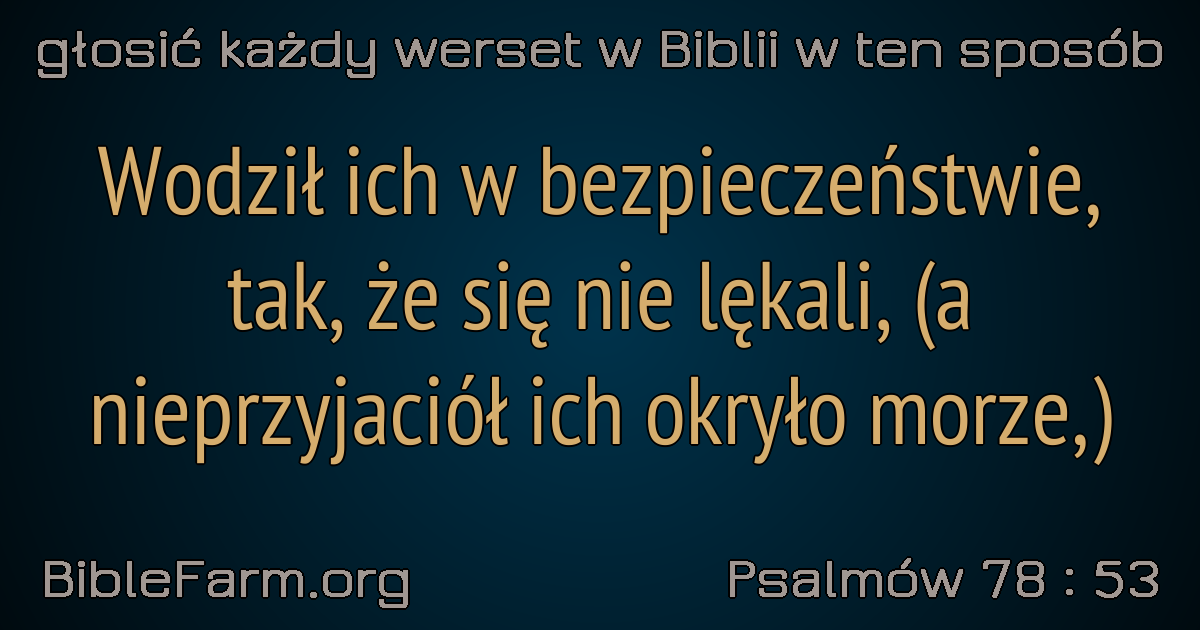 głosić każdy werset w Biblii w ten sposób
Wodził ich w bezpieczeństwie,
tak, że się nie lękali, (a
nieprzyjaciół ich okryło morze,)
BibleFarm.org
Psalmów 78 : 53